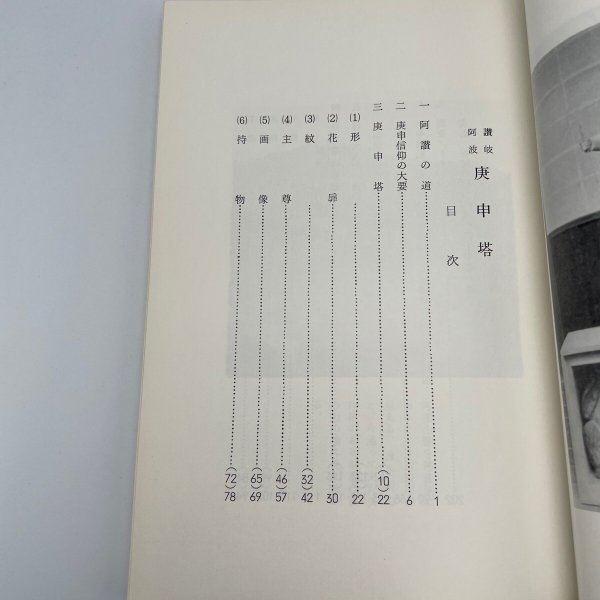 讃岐
阿波
庚申塔
目次
一 阿讃の道……1
二 庚申信仰の大要……6
三 庚申塔……(10)22
(1) 形……22
(2) 花扉……30
(3) 紋……(32)42
(4) 主尊……(46)57
(5) 画像……(65)69
(6) 持物……(72)78